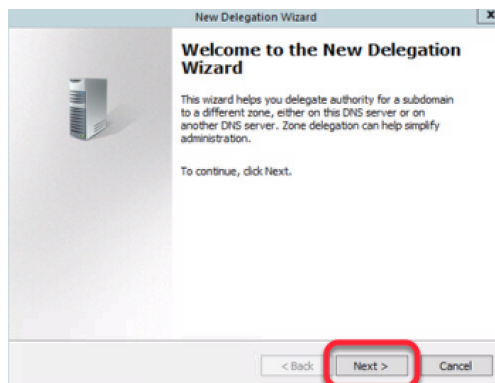 New Delegation Wizard
x
Welcome to the New Delegation
Wizard
This wizard helps you delegate authority for a subdomain
to a different zone, either on this DNS server or on
another DNS server. Zone delegation can help simplify
administration.
To continue, click Next.
< Back Next > Cancel